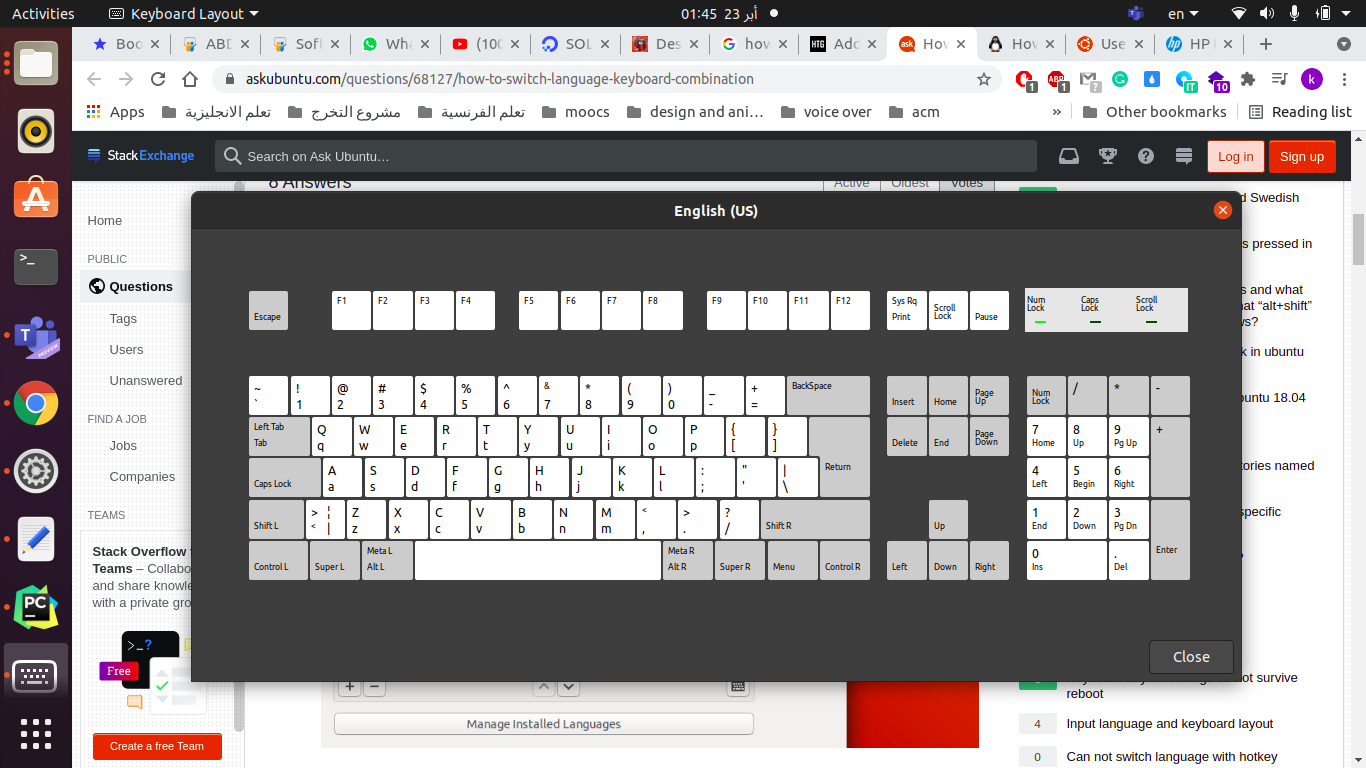 Activities
Keyboard Layout
01:45 23 أبر
en
Boo
ABD
Soft
Wha
(100
SOL
Des
how
Add
How
How
Use
HP
askubuntu.com/questions/68127/how-to-switch-language-keyboard-combination
1
1
?
IT
10
k
Apps
تعلم الانجليزية
مشروع التخرج
تعلم الفرنسية
moocs
design and ani…
voice over
acm
»
Other bookmarks
Reading list
StackExchange
Search on Ask Ubuntu…
Log in
Sign up
8 Answers
Active
Oldest
Votes
Home
PUBLIC
Questions
Tags
Users
Unanswered
FIND A JOB
Jobs
Companies
TEAMS
Stack Overflow
Teams – Collabo
and share knowle
with a private gro
Free
Create a free Team
English (US)
Escape
F1 F2 F3 F4 F5 F6 F7 F8 F9 F10 F11 F12
Sys Rq
Print
Scroll
Lock
Pause
Num
Lock
Caps
Lock
Scroll
Lock
~ ! @ # $ % ^ & * ( ) _ + BackSpace
` 1 2 3 4 5 6 7 8 9 0 - =
Insert Home Page
Up
Num
Lock
/ * -
Left Tab Q W E R T Y U I O P { }
Tab q w e r t y u i o p [ ]
Return
Delete End Page
Down
7 8 9 +
Home Up Pg Up
A S D F G H J K L : " |
Caps Lock a s d f g h j k l ; ' \
4 5 6
Left Begin Right
> ¦ Z X C V B N M < > ?
Shift L < | z x c v b n m , . / Shift R
Up
1 2 3
End Down Pg Dn
Enter
Meta L Meta R
Control L Super L Alt L Alt R Super R Menu Control R
Left Down Right
0 .
Ins Del
Close
Manage Installed Languages
d Swedish
s pressed in
s and what
at “alt+shift”
ws?
k in ubuntu
buntu 18.04
tories named
pecific
ot survive
reboot
4
Input language and keyboard layout
0
Can not switch language with hotkey